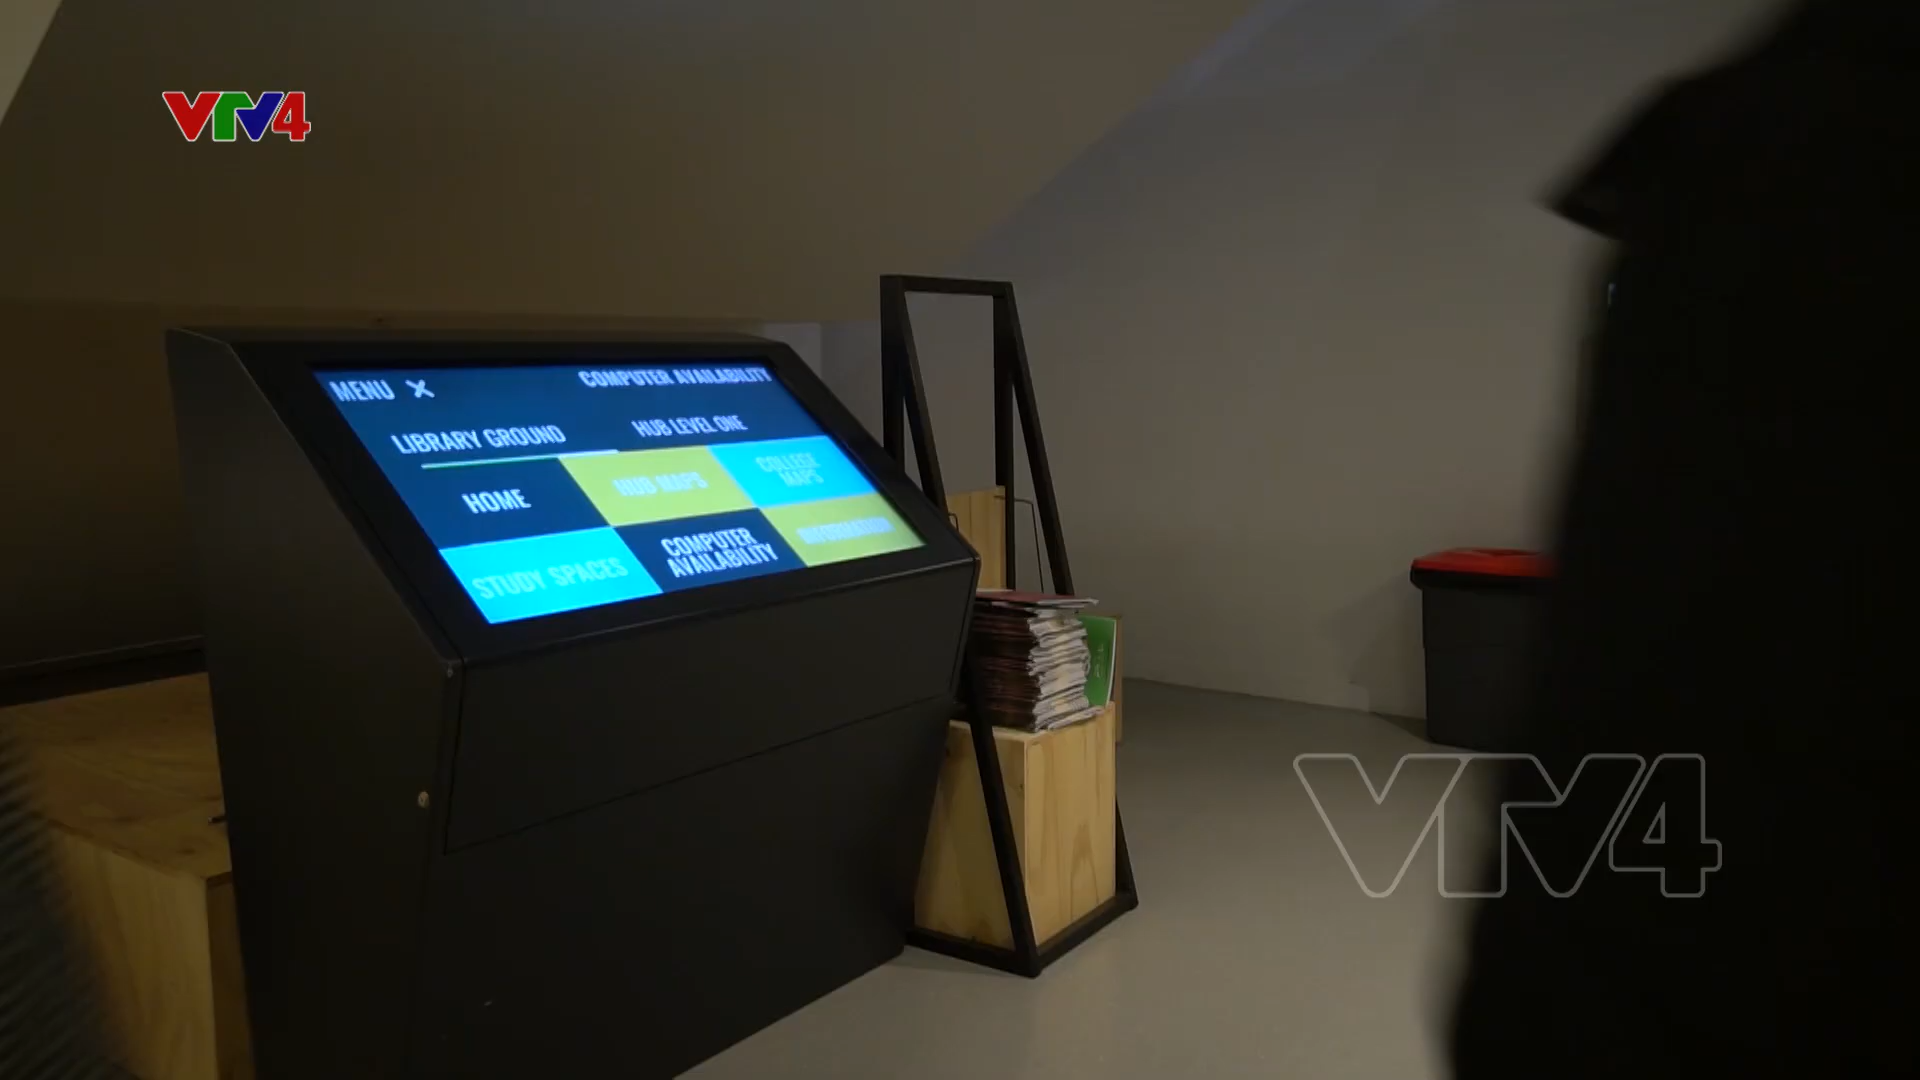 VTV4
MENU X
COMPUTER AVAILABILITY
LIBRARY GROUND
HUB LEVEL ONE
HOME
HUB MAPS
COLLEGE
MAPS
STUDY SPACES
COMPUTER
AVAILABILITY
INFORMATION
VTV4